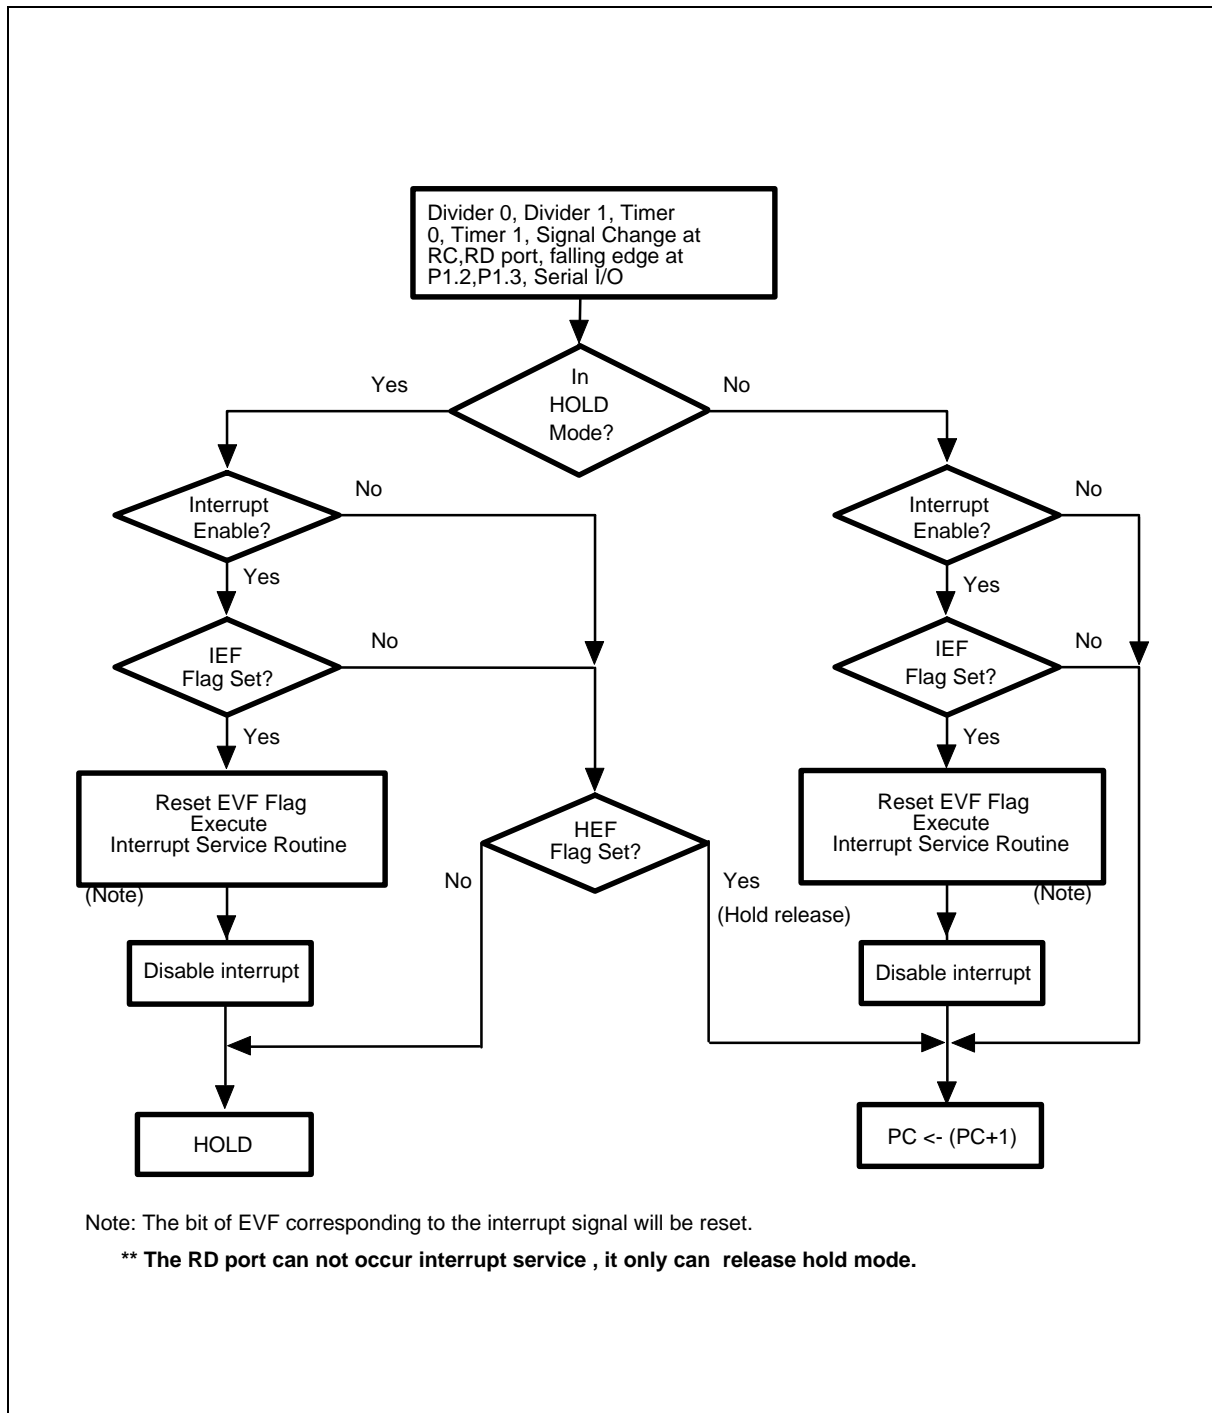 Divider 0, Divider 1, Timer
0, Timer 1, Signal Change at
RC,RD port, falling edge at
P1.2,P1.3, Serial I/O
In
HOLD
Mode?
Yes
No
Interrupt
Enable?
No
Yes
Interrupt
Enable?
No
Yes
IEF
Flag Set?
No
Yes
IEF
Flag Set?
No
Yes
Reset EVF Flag
Execute
Interrupt Service Routine
(Note)
HEF
Flag Set?
No
Yes
(Hold release)
Reset EVF Flag
Execute
Interrupt Service Routine
(Note)
Disable interrupt
Disable interrupt
HOLD
PC <- (PC+1)
Note: The bit of EVF corresponding to the interrupt signal will be reset.
** The RD port can not occur interrupt service , it only can  release hold mode.